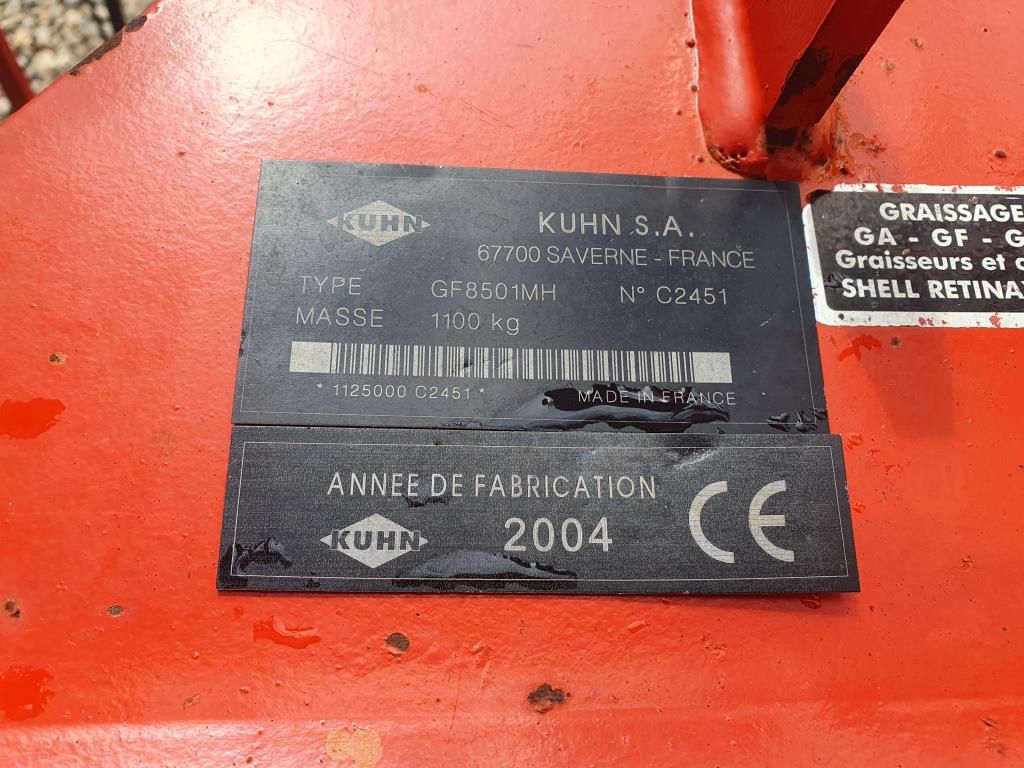 KUHN
KUHN S.A.
67700 SAVERNE - FRANCE
TYPE GF8501MH N° C2451
MASSE 1100 kg
* 1125000 C2451 * MADE IN FRANCE
ANNEE DE FABRICATION
KUHN 2004 CE
GRAISSAGE
GA - GF - G
Graisseurs et
SHELL RETINA